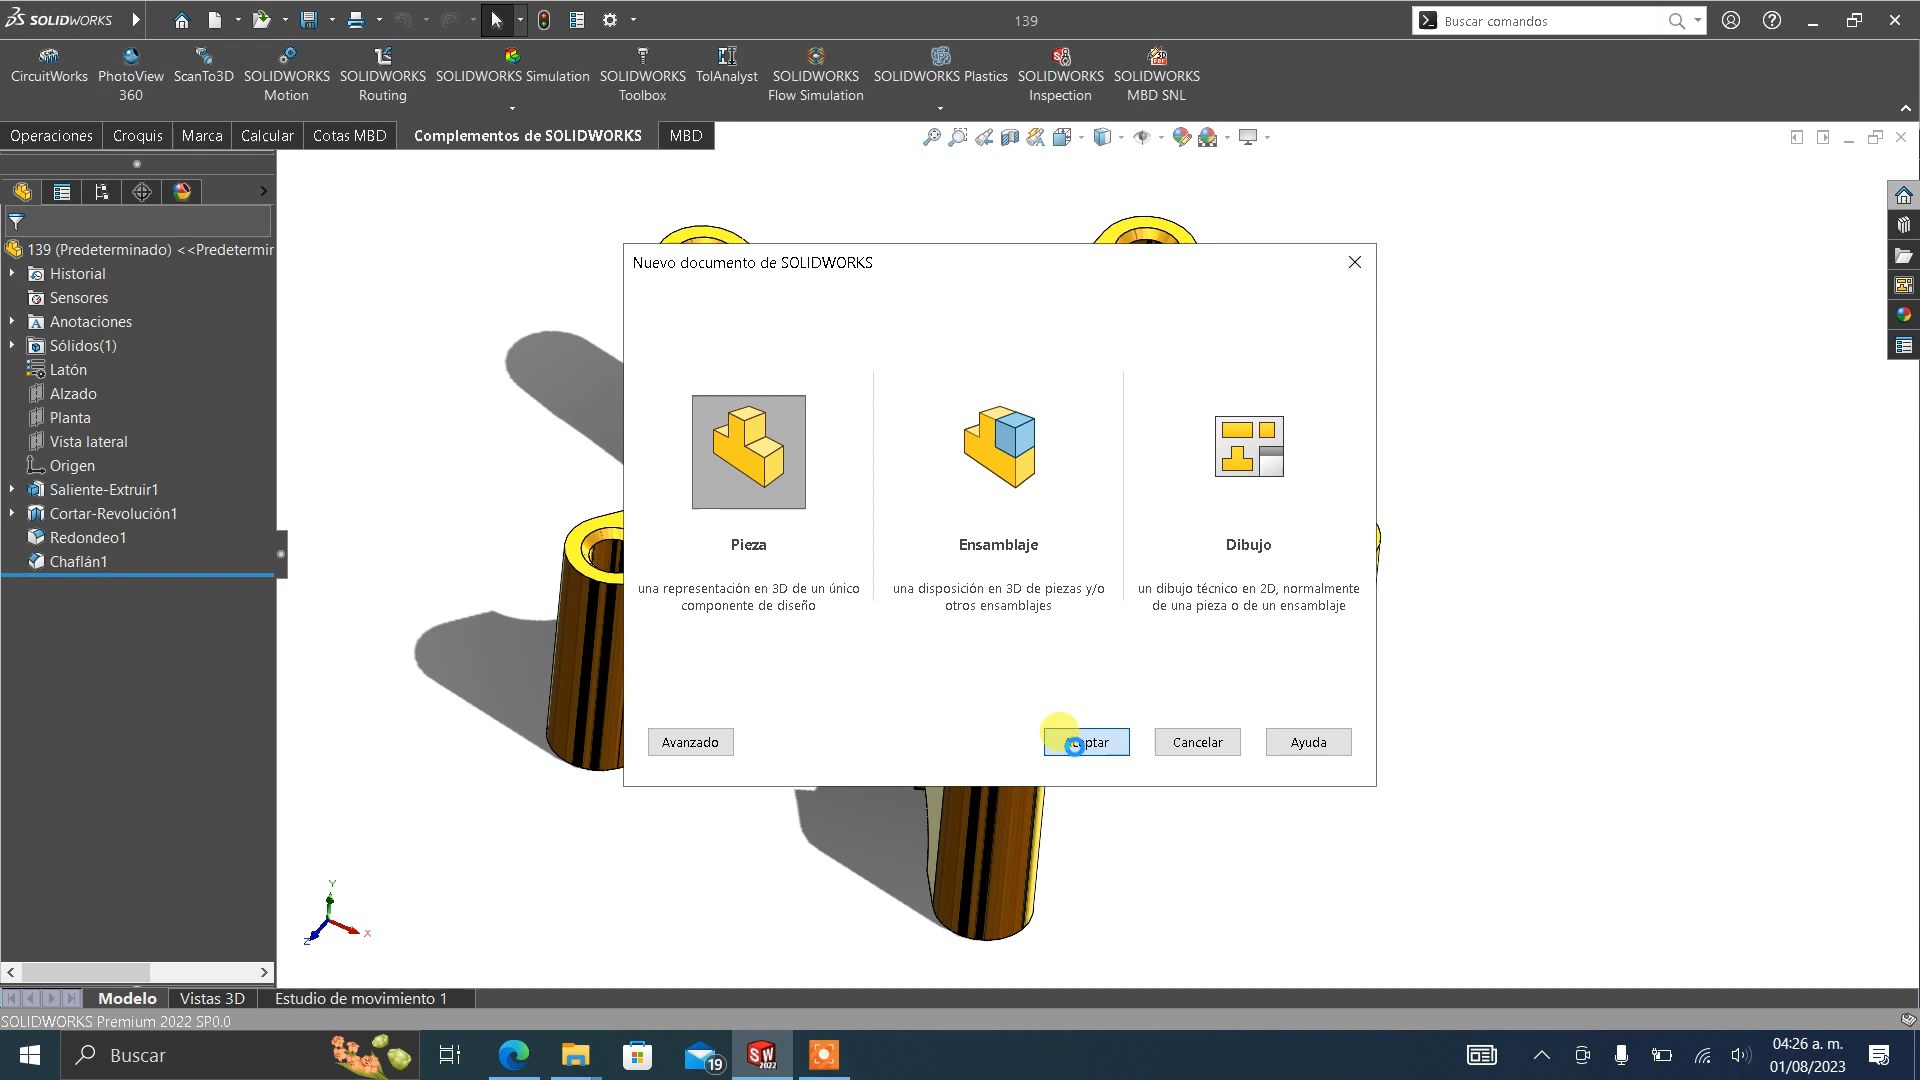 SOLIDWORKS
139
Buscar comandos
CircuitWorks
PhotoView
360
ScanTo3D
SOLIDWORKS
Motion
SOLIDWORKS
Routing
SOLIDWORKS Simulation
SOLIDWORKS
Toolbox
TolAnalyst
SOLIDWORKS
Flow Simulation
SOLIDWORKS Plastics
SOLIDWORKS
Inspection
SOLIDWORKS
MBD SNL
Operaciones
Croquis
Marca
Calcular
Cotas MBD
Complementos de SOLIDWORKS
MBD
139 (Predeterminado) <<Predetermir
Historial
Sensores
Anotaciones
Sólidos(1)
Latón
Alzado
Planta
Vista lateral
Origen
Saliente-Extruir1
Cortar-Revolución1
Redondeo1
Chaflán1
Nuevo documento de SOLIDWORKS
Pieza
una representación en 3D de un único
componente de diseño
Ensamblaje
una disposición en 3D de piezas y/o
otros ensamblajes
Dibujo
un dibujo técnico en 2D, normalmente
de una pieza o de un ensamblaje
Avanzado
Aceptar
Cancelar
Ayuda
Y
X
Z
Modelo
Vistas 3D
Estudio de movimiento 1
SOLIDWORKS Premium 2022 SP0.0
Buscar
19
SW
2022
04:26 a. m.
01/08/2023